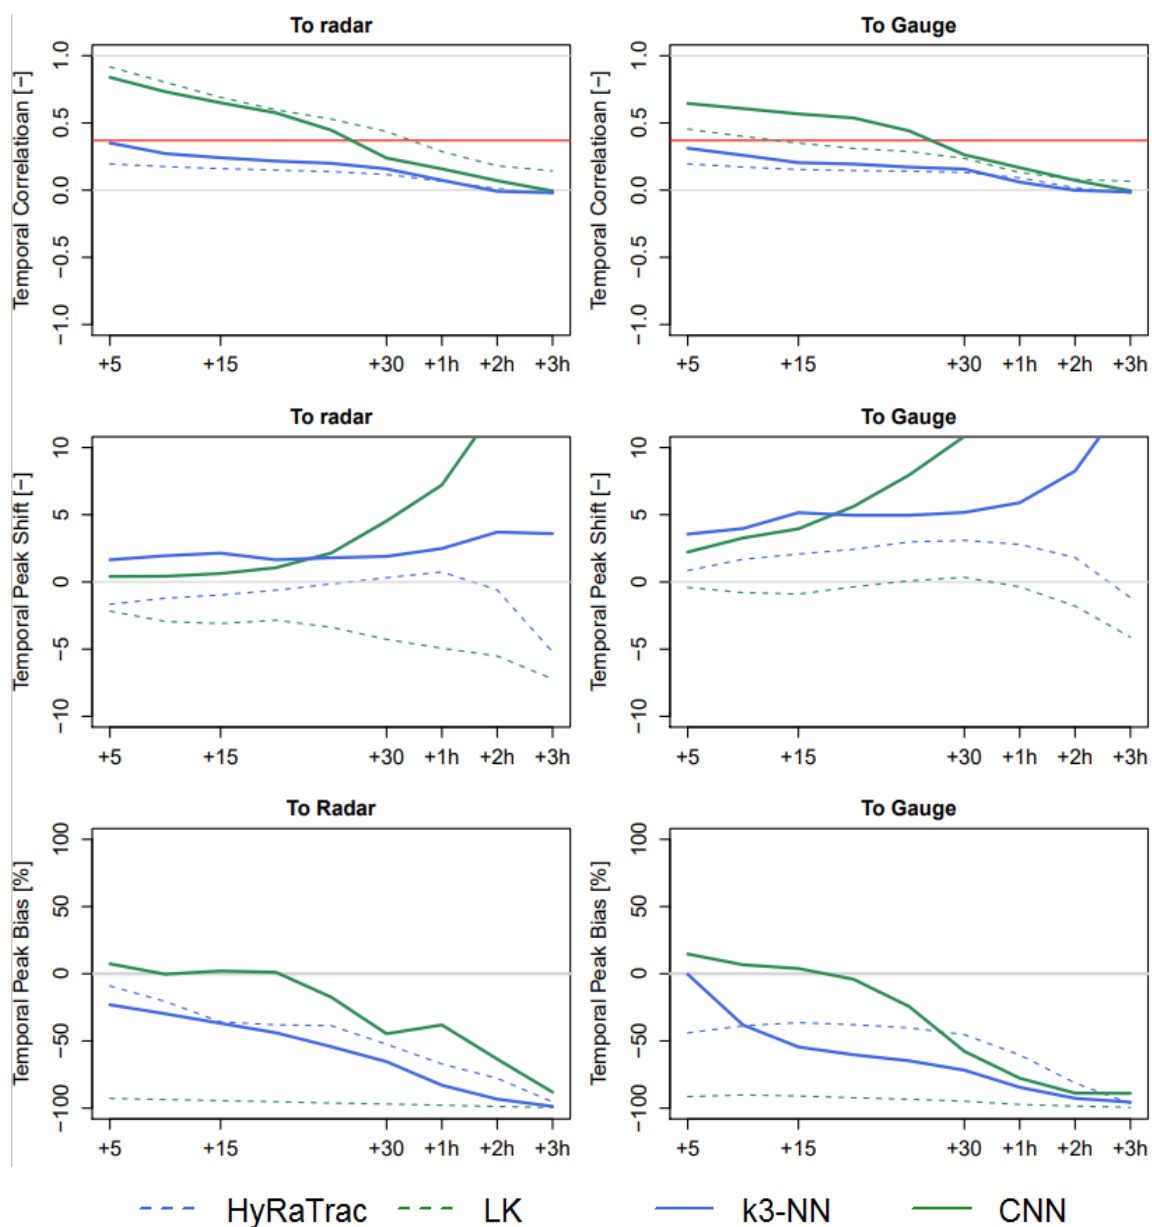 To radar
To Gauge
Temporal Correlatioan [−]
1.0
0.5
0.0
−0.5
−1.0
+5 +15 +30 +1h +2h +3h
Temporal Correlation [−]
1.0
0.5
0.0
−0.5
−1.0
+5 +15 +30 +1h +2h +3h
To radar
To Gauge
Temporal Peak Shift [−]
10
5
0
−5
−10
+5 +15 +30 +1h +2h +3h
Temporal Peak Shift [−]
10
5
0
−5
−10
+5 +15 +30 +1h +2h +3h
To Radar
To Gauge
Temporal Peak Bias [%]
100
50
0
−50
−100
+5 +15 +30 +1h +2h +3h
Temporal Peak Bias [%]
100
50
0
−50
−100
+5 +15 +30 +1h +2h +3h
HyRaTrac LK k3-NN CNN